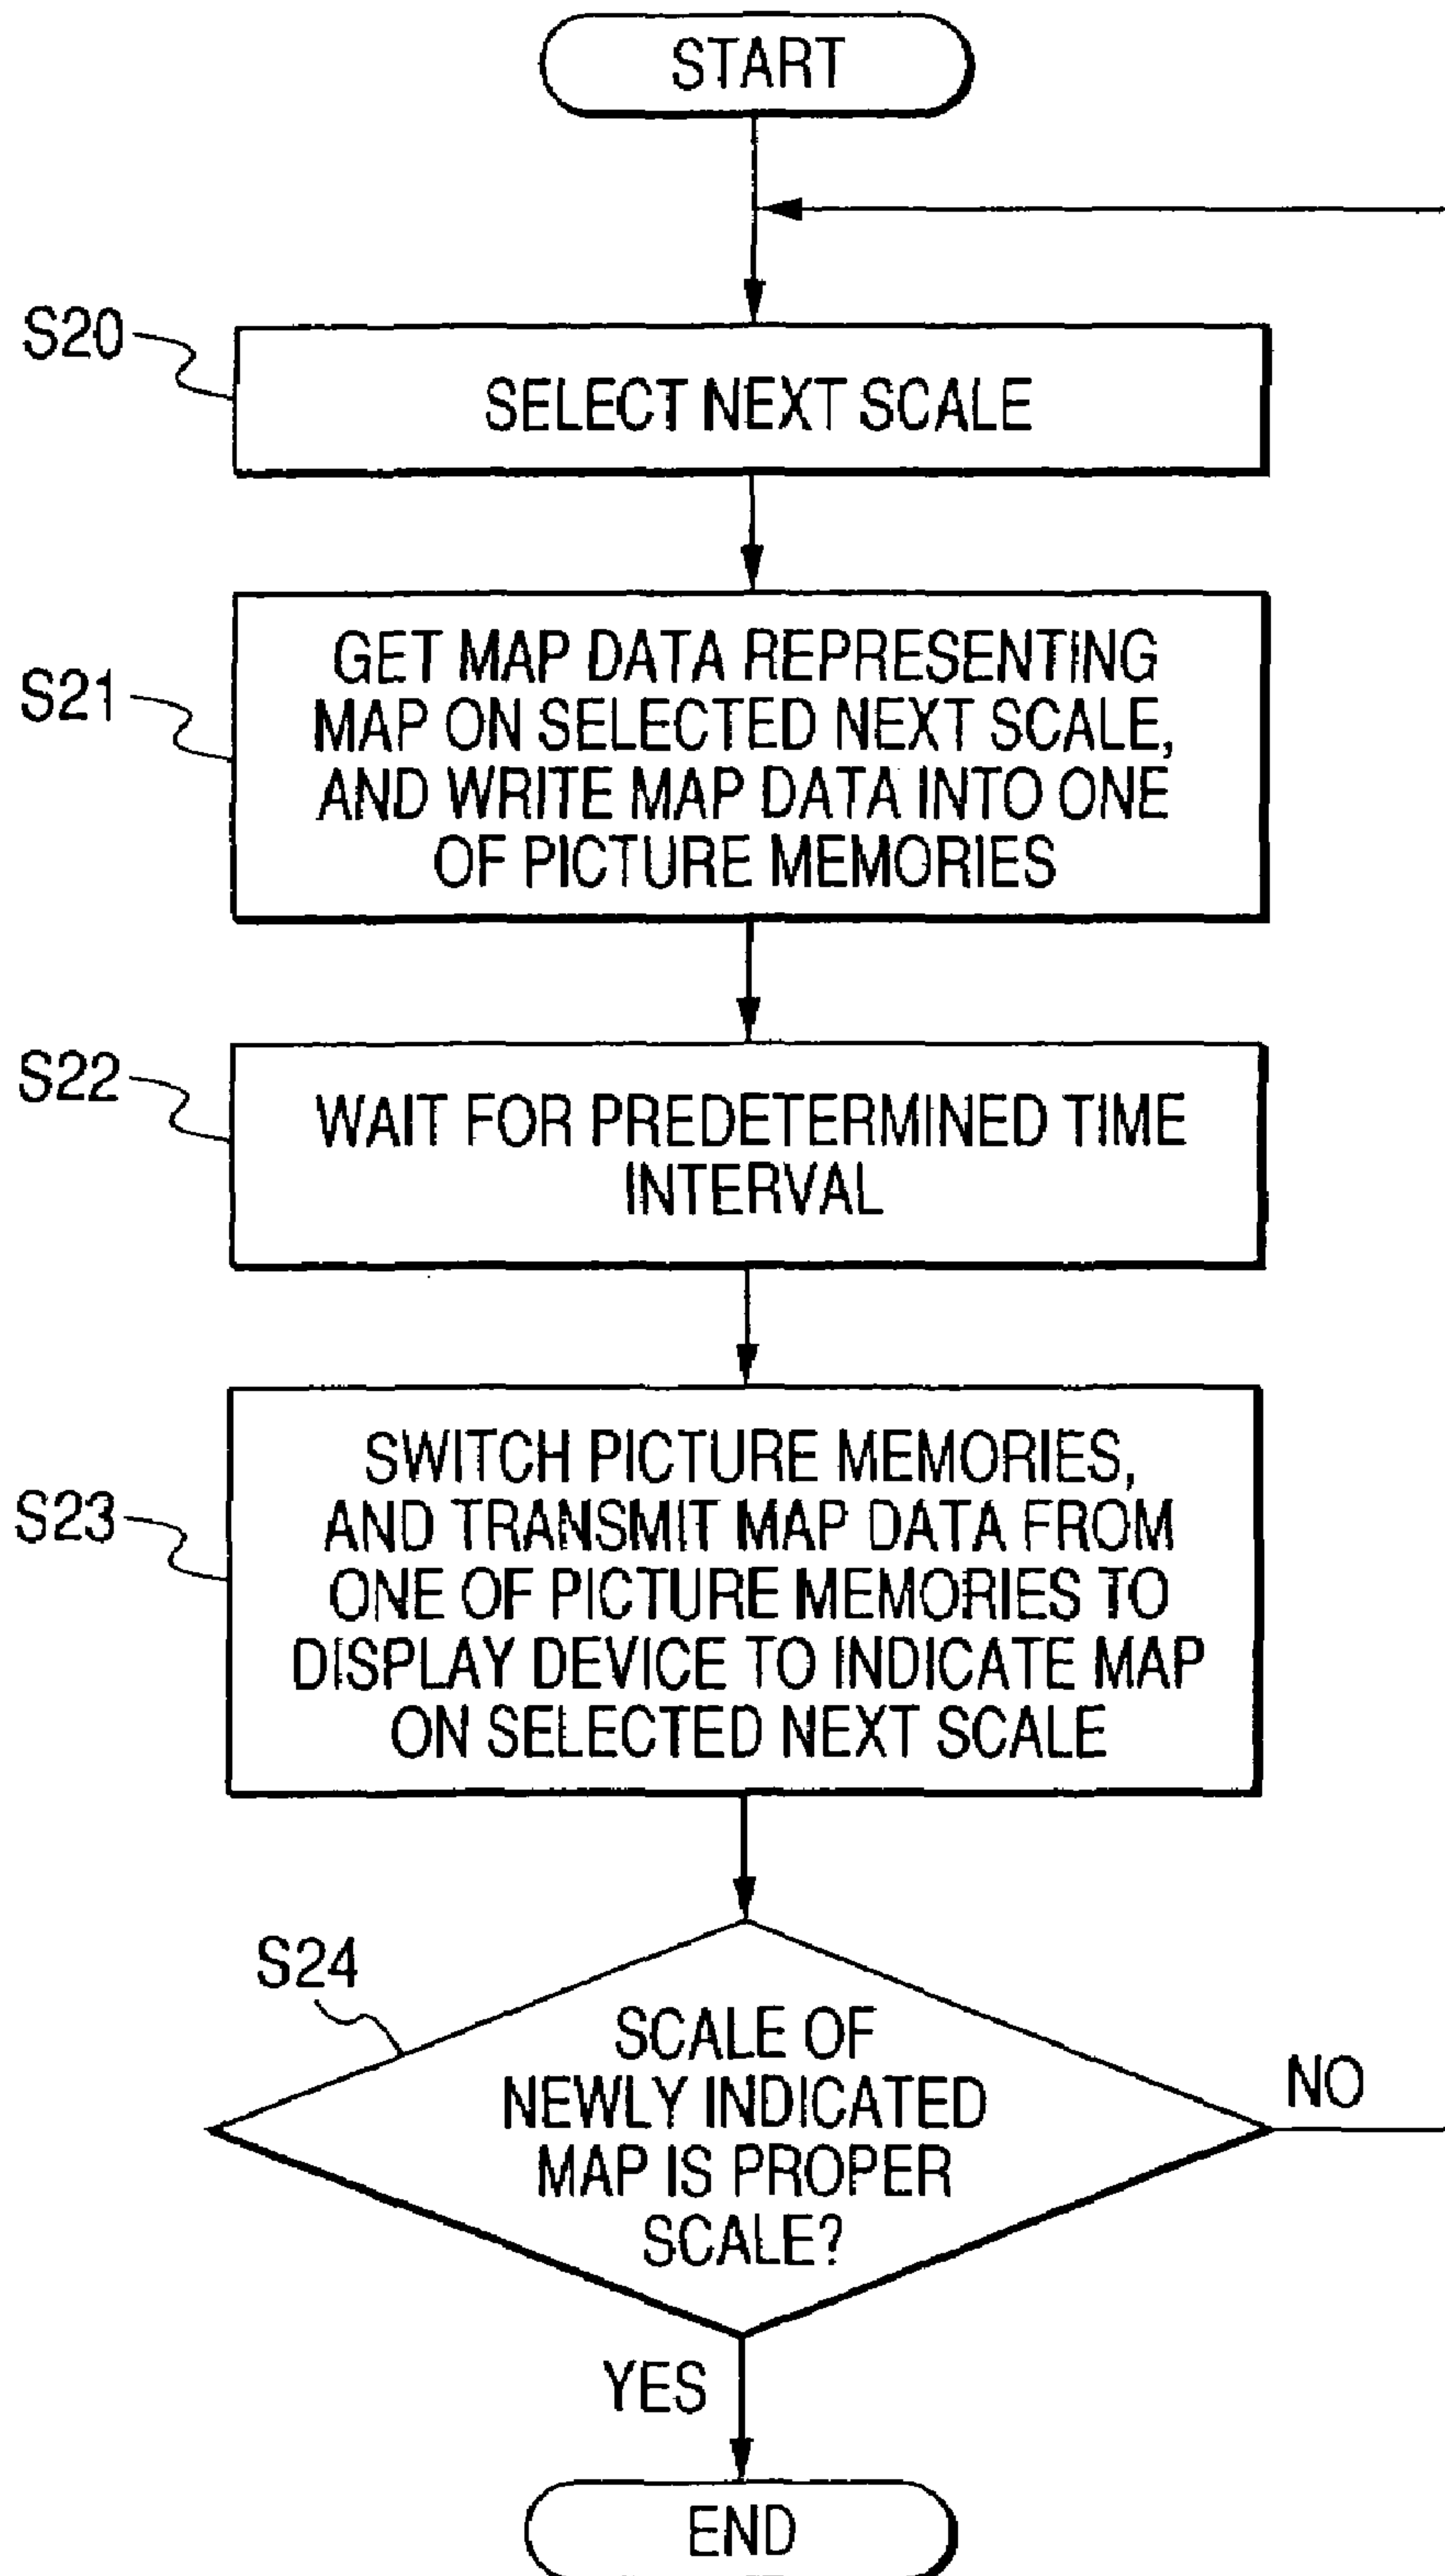 START
S20
SELECT NEXT SCALE
S21
GET MAP DATA REPRESENTING
MAP ON SELECTED NEXT SCALE,
AND WRITE MAP DATA INTO ONE
OF PICTURE MEMORIES
S22
WAIT FOR PREDETERMINED TIME
INTERVAL
S23
SWITCH PICTURE MEMORIES,
AND TRANSMIT MAP DATA FROM
ONE OF PICTURE MEMORIES TO
DISPLAY DEVICE TO INDICATE MAP
ON SELECTED NEXT SCALE
S24
SCALE OF
NEWLY INDICATED
MAP IS PROPER
SCALE?
NO
YES
END